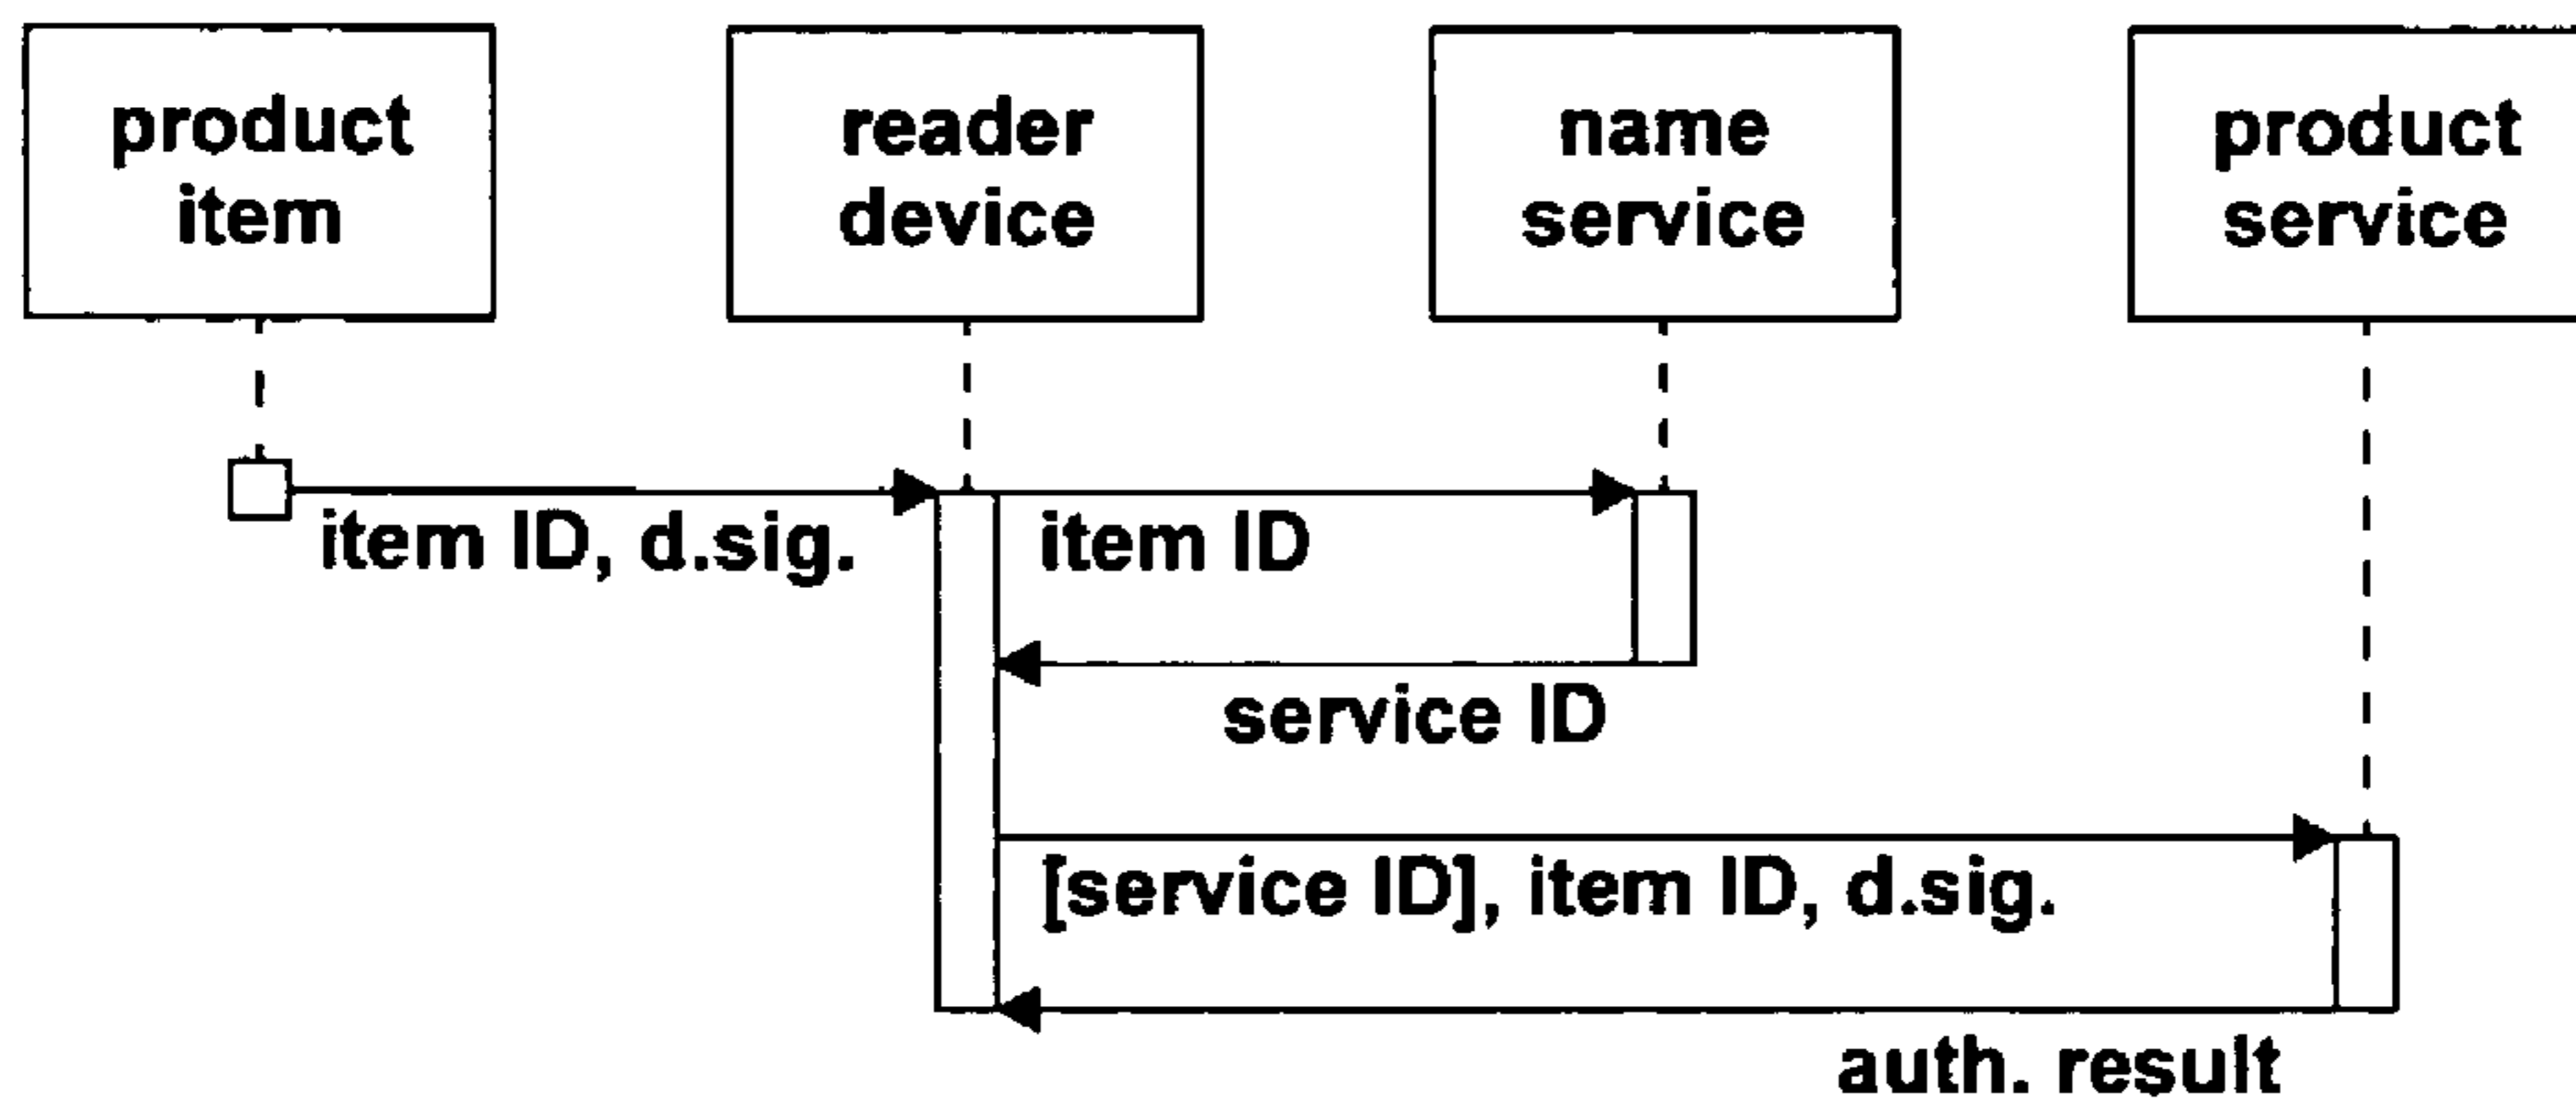 product
item
reader
device
name
service
product
service
item ID, d.sig.
item ID
service ID
[service ID], item ID, d.sig.
auth. result